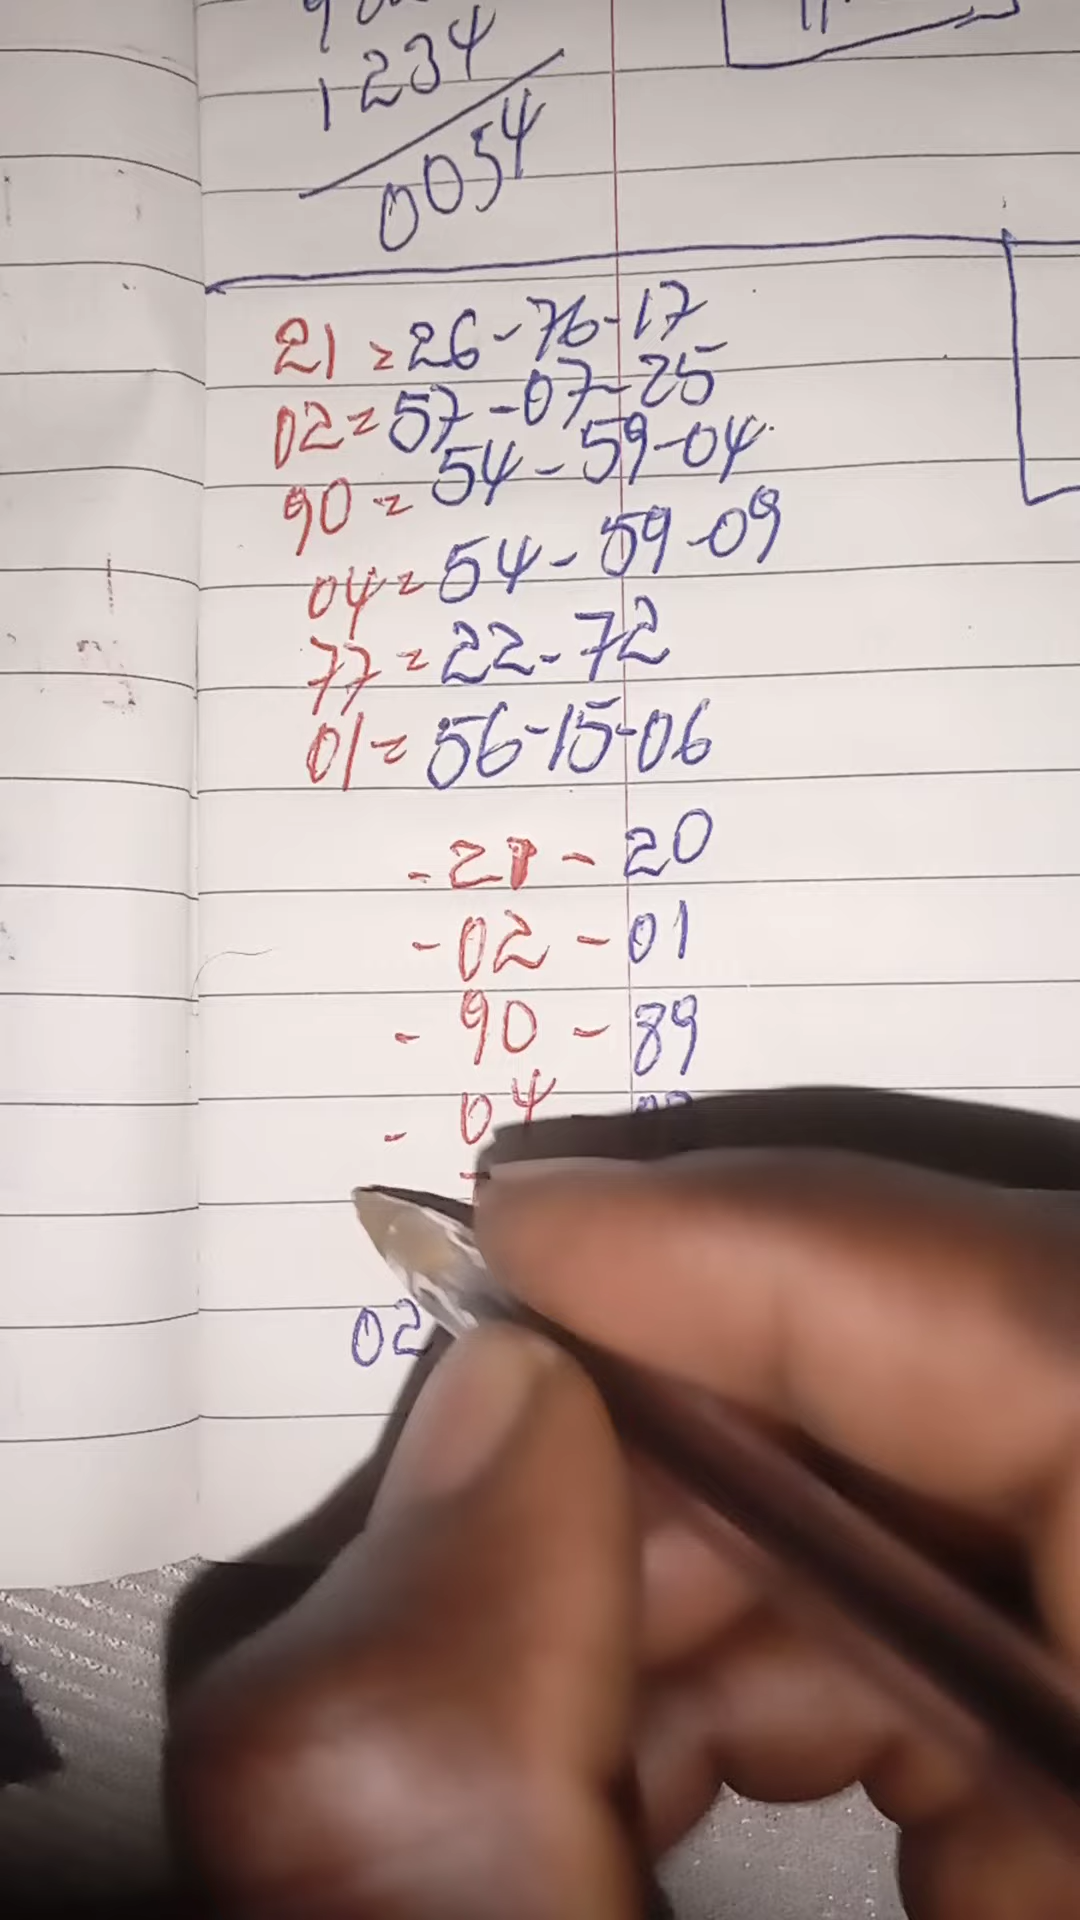 1234
0054
21 = 26 - 76 - 17
02 = 57 - 07 - 25
90 = 54 - 59 - 04
04 = 54 - 59 - 09
77 = 22 - 72
01 = 56 - 15 - 06
- 21 - 20
- 02 - 01
- 90 - 89
- 04
02